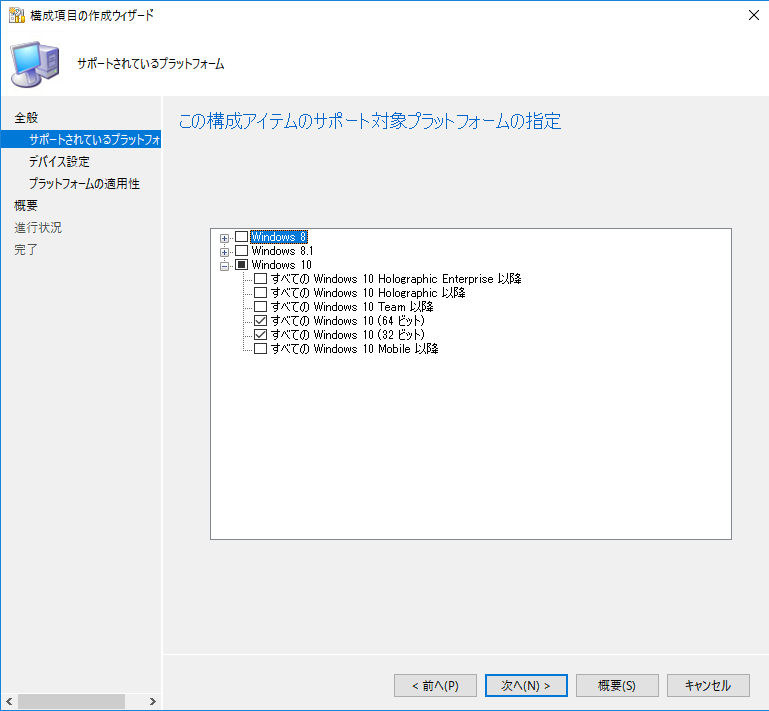 構成項目の作成ウィザード
サポートされているプラットフォーム
全般
サポートされているプラットフォ
デバイス設定
プラットフォームの適用性
概要
進行状況
完了
この構成アイテムのサポート対象プラットフォームの指定
Windows 8
Windows 8.1
Windows 10
すべての Windows 10 Holographic Enterprise 以降
すべての Windows 10 Holographic 以降
すべての Windows 10 Team 以降
すべての Windows 10 (64 ビット)
すべての Windows 10 (32 ビット)
すべての Windows 10 Mobile 以降
< 前へ(P)
次へ(N) >
概要(S)
キャンセル